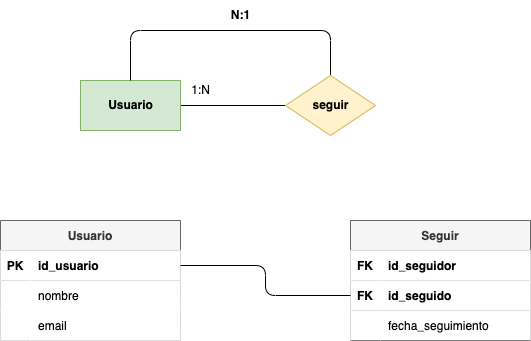 N:1
Usuario
1:N
seguir
Usuario
PK id_usuario
nombre
email
Seguir
FK id_seguidor
FK id_seguido
fecha_seguimiento